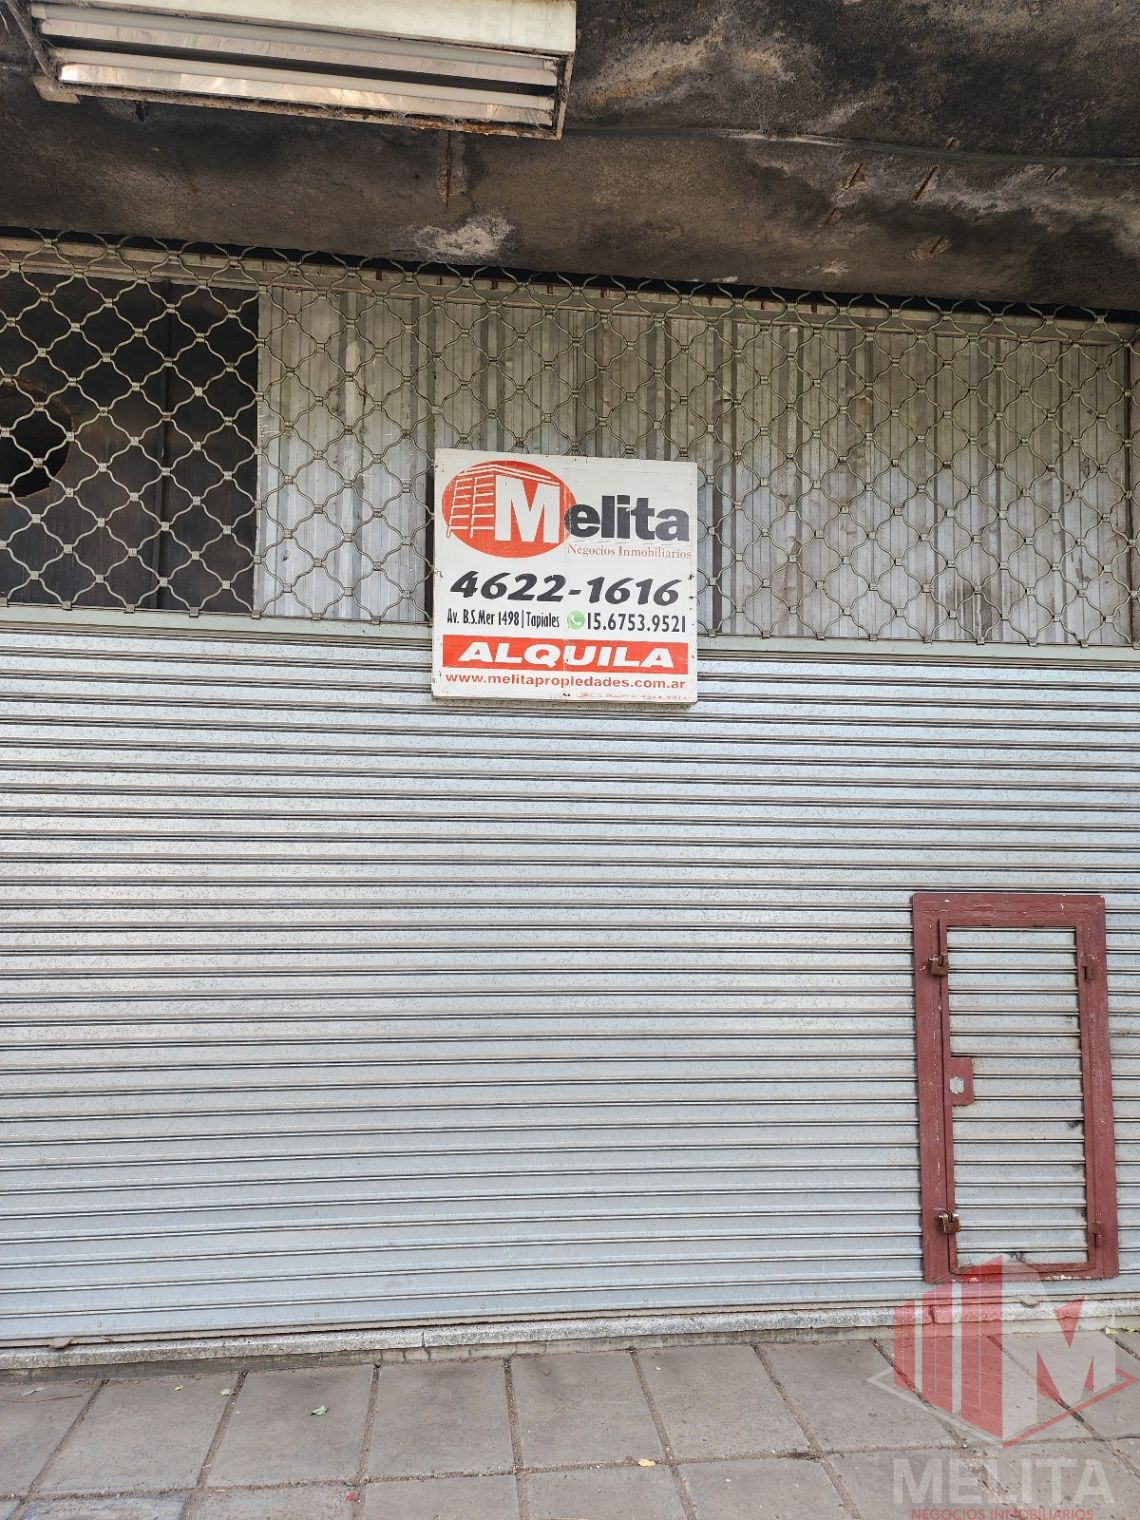 Melita
Negocios Inmobiliarios
4622-1616
Av. B.S.Mer 1498 | Tapiales 15.6753.9521
ALQUILA
www.melitapropiedades.com.ar
M
MELITA
NEGOCIOS INMOBILIARIOS